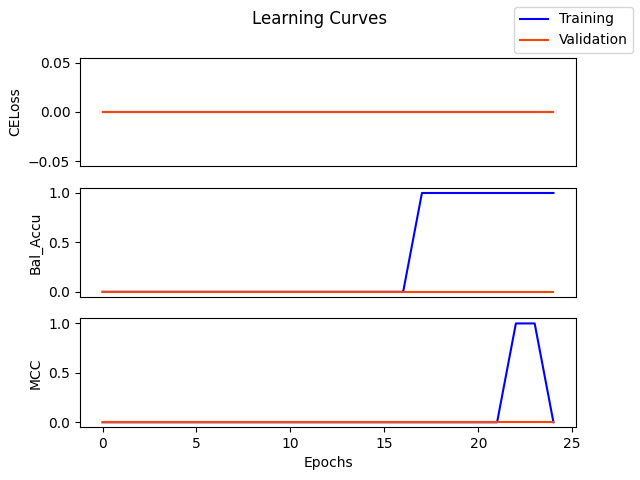 Learning Curves
Training
Validation
CELoss
0.05
0.00
−0.05
Bal_Accu
1.0
0.5
0.0
MCC
1.0
0.5
0.0
0 5 10 15 20 25
Epochs